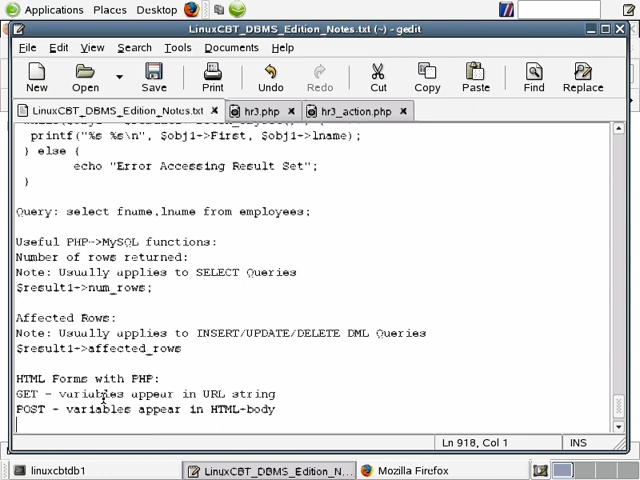 Applications Places Desktop
LinuxCBT_DBMS_Edition_Notes.txt (~) - gedit
File Edit View Search Tools Documents Help
New Open Save Print Undo Redo Cut Copy Paste Find Replace
LinuxCBT_DBMS_Edition_Notes.txt hr3.php hr3_action.php
printf("%s %s\n", $obj1->First, $obj1->lname);
} else {
echo "Error Accessing Result Set";
}
Query: select fname,lname from employees;
Useful PHP->MySQL functions:
Number of rows returned:
Note: Usually applies to SELECT Queries
$result1->num_rows;
Affected Rows:
Note: Usually applies to INSERT/UPDATE/DELETE DML Queries
$result1->affected_rows
HTML Forms with PHP:
GET - variables appear in URL string
POST - variables appear in HTML-body
Ln 918, Col 1 INS
linuxcbtdb1 LinuxCBT_DBMS_Edition_N... Mozilla Firefox